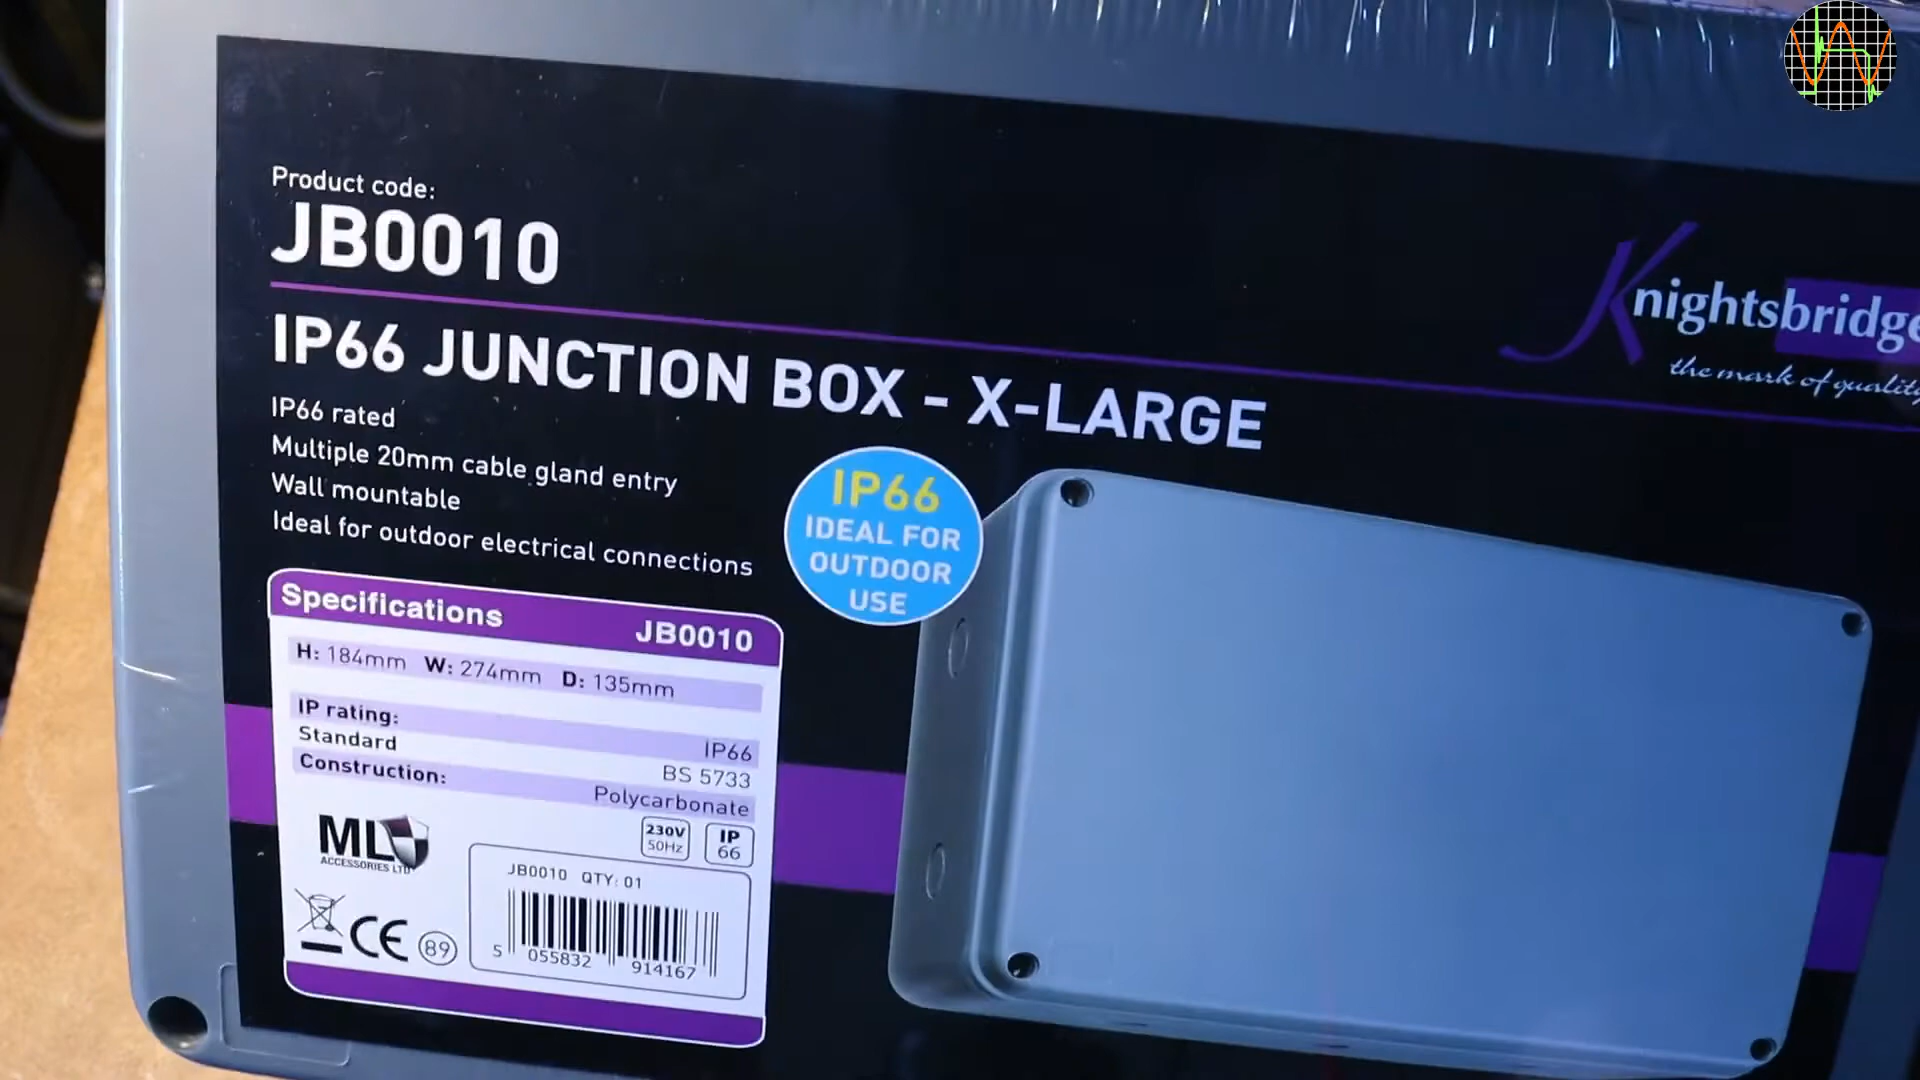 Product code:
JB0010
Knightsbridge
the mark of quality
IP66 JUNCTION BOX - X-LARGE
IP66 rated
Multiple 20mm cable gland entry
Wall mountable
Ideal for outdoor electrical connections
IP66
IDEAL FOR
OUTDOOR
USE
Specifications JB0010
H: 184mm W: 274mm D: 135mm
IP rating: IP66
Standard BS 5733
Construction: Polycarbonate
230V
50Hz
IP
66
ML
ACCESSORIES LTD
JB0010 QTY: 01
5 055832 914167
CE
89